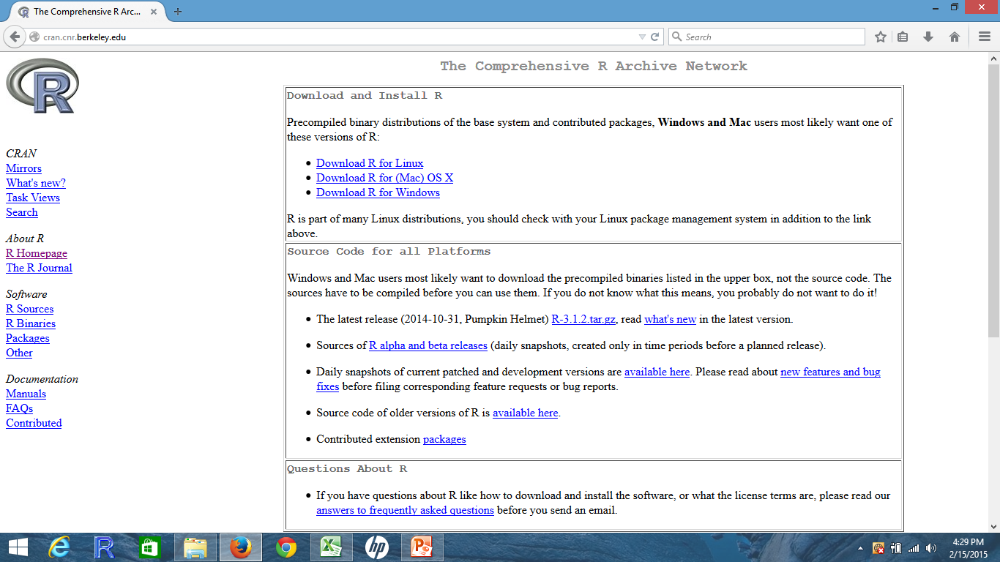 The Comprehensive R Arc...
cran.cnr.berkeley.edu
Search
R
CRAN
Mirrors
What's new?
Task Views
Search
About R
R Homepage
The R Journal
Software
R Sources
R Binaries
Packages
Other
Documentation
Manuals
FAQs
Contributed
The Comprehensive R Archive Network
Download and Install R
Precompiled binary distributions of the base system and contributed packages, Windows and Mac users most likely want one of
these versions of R:
Download R for Linux
Download R for (Mac) OS X
Download R for Windows
R is part of many Linux distributions, you should check with your Linux package management system in addition to the link
above.
Source Code for all Platforms
Windows and Mac users most likely want to download the precompiled binaries listed in the upper box, not the source code. The
sources have to be compiled before you can use them. If you do not know what this means, you probably do not want to do it!
The latest release (2014-10-31, Pumpkin Helmet) R-3.1.2.tar.gz, read what's new in the latest version.
Sources of R alpha and beta releases (daily snapshots, created only in time periods before a planned release).
Daily snapshots of current patched and development versions are available here. Please read about new features and bug
fixes before filing corresponding feature requests or bug reports.
Source code of older versions of R is available here.
Contributed extension packages
Questions About R
If you have questions about R like how to download and install the software, or what the license terms are, please read our
answers to frequently asked questions before you send an email.
R
hp
4:29 PM
2/15/2015